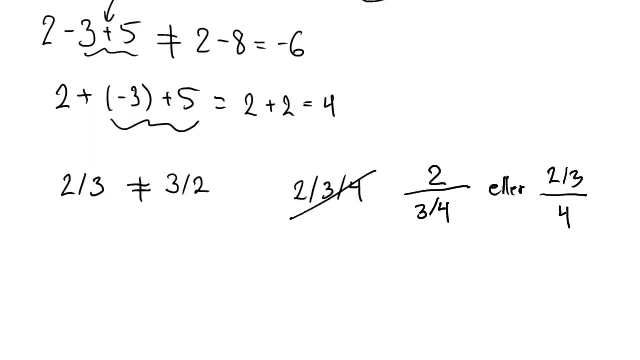 2 - 3 + 5 ≠ 2 - 8 = -6
2 + (-3) + 5 = 2 + 2 = 4
2/3 ≠ 3/2 2/3/4 2/(3/4) eller (2/3)/4